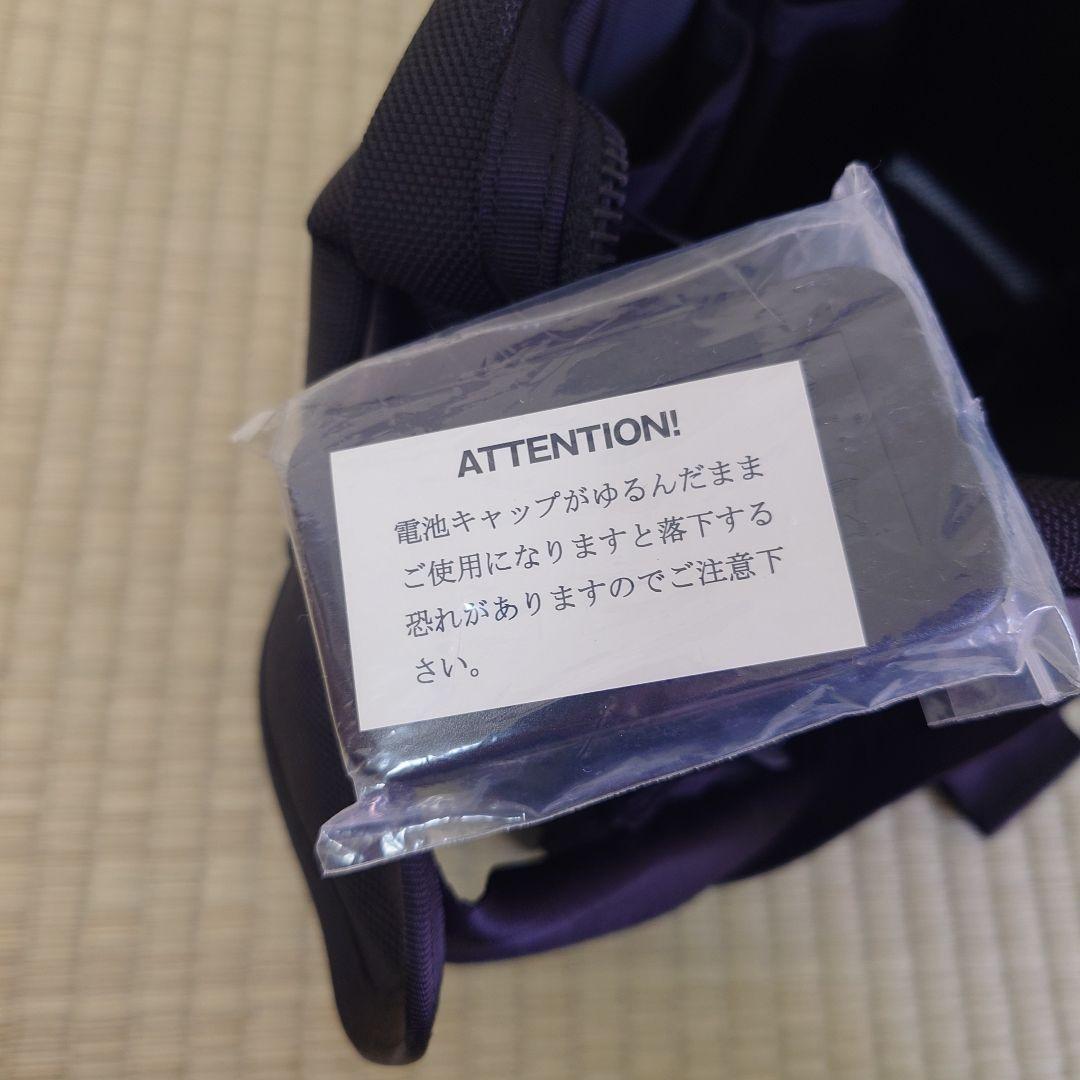 ATTENTION!
電池キャップがゆるんだまま
ご使用になりますと落下する
恐れがありますのでご注意下
さい。